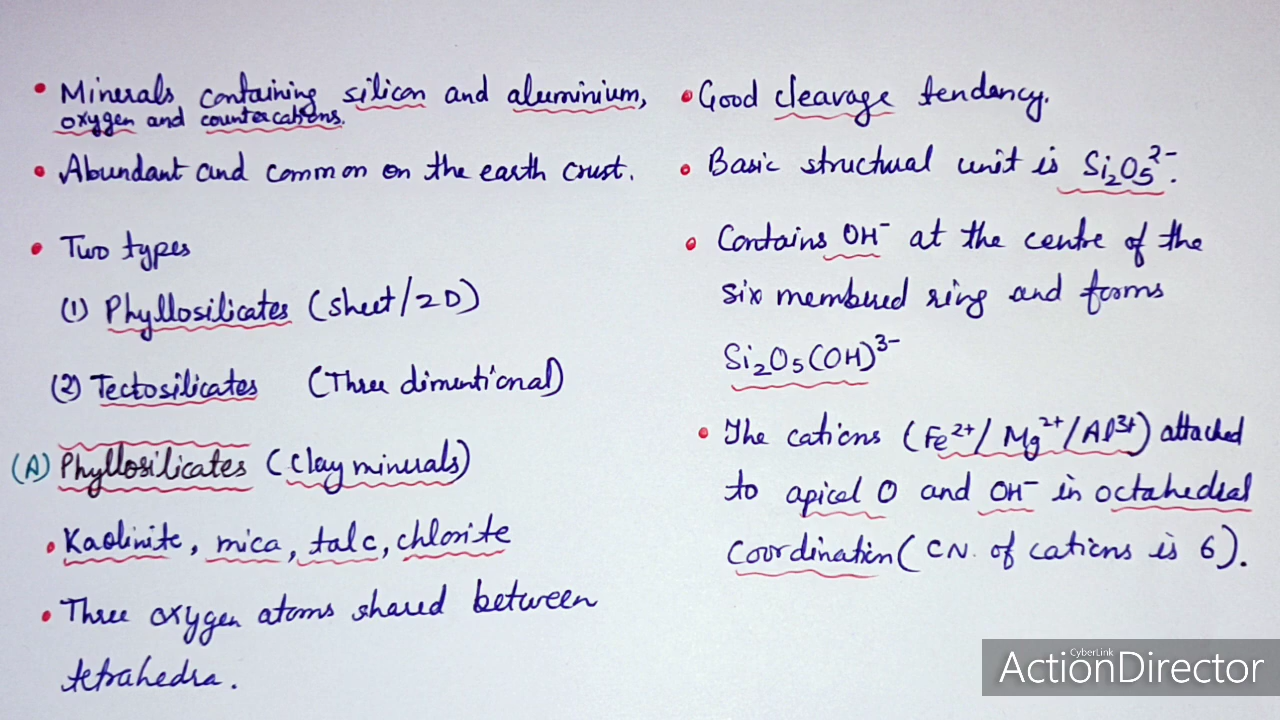 • Minerals containing silicon and aluminium,
oxygen and countercations.
• Abundant and common on the earth crust.
• Two types
(1) Phyllosilicates (sheet/2D)
(2) Tectosilicates (Three dimentional)
(A) Phyllosilicates (Clay minerals)
• Kaolinite, mica, talc, chlorite
• Three oxygen atoms shared between
tetrahedra.
• Good cleavage tendancy.
• Basic structural unit is Si₂O₅²⁻.
• Contains OH⁻ at the centre of the
six membered ring and forms
Si₂O₅(OH)³⁻
• The cations (Fe²⁺/Mg²⁺/Al³⁺) attached
to apical O and OH⁻ in octahedral
Coordination (CN. of cations is 6).
CyberLink
ActionDirector